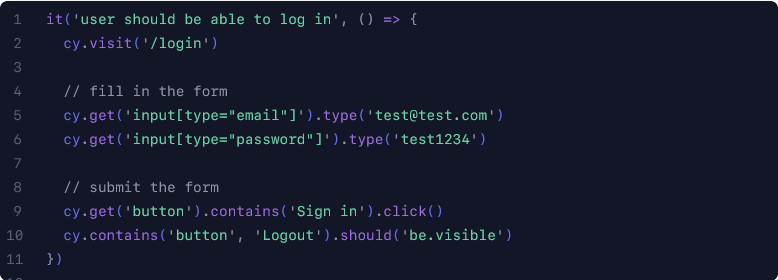 1 it('user should be able to log in', () => {
2 cy.visit('/login')
3
4 // fill in the form
5 cy.get('input[type="email"]').type('test@test.com')
6 cy.get('input[type="password"]').type('test1234')
7
8 // submit the form
9 cy.get('button').contains('Sign in').click()
10 cy.contains('button', 'Logout').should('be.visible')
11 })